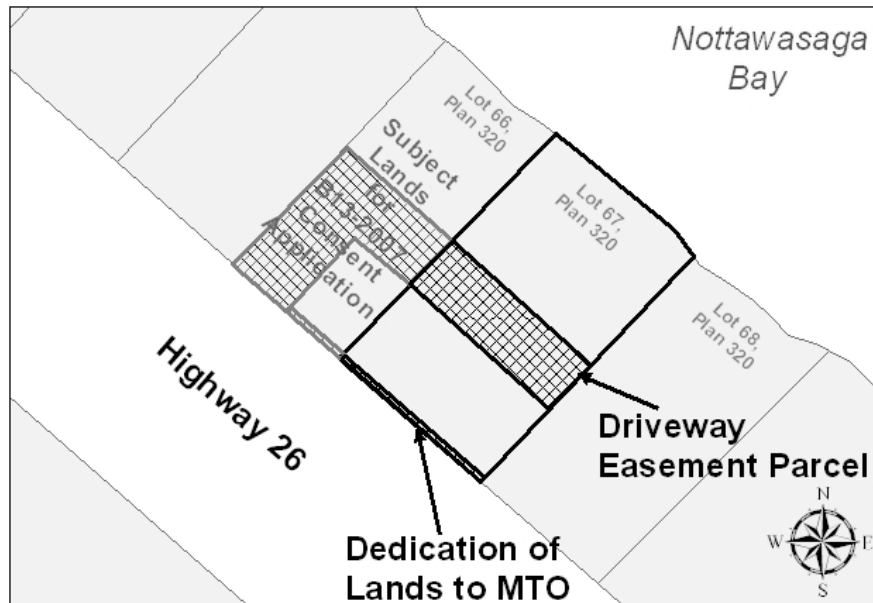 Nottawasaga
Bay
Lot 66,
Plan 320
Subject
Lands
for
B13-2007
Consent
Application
Lot 67,
Plan 320
Lot 68,
Plan 320
Highway 26
Driveway
Easement Parcel
Dedication of
Lands to MTO
N
W E
S